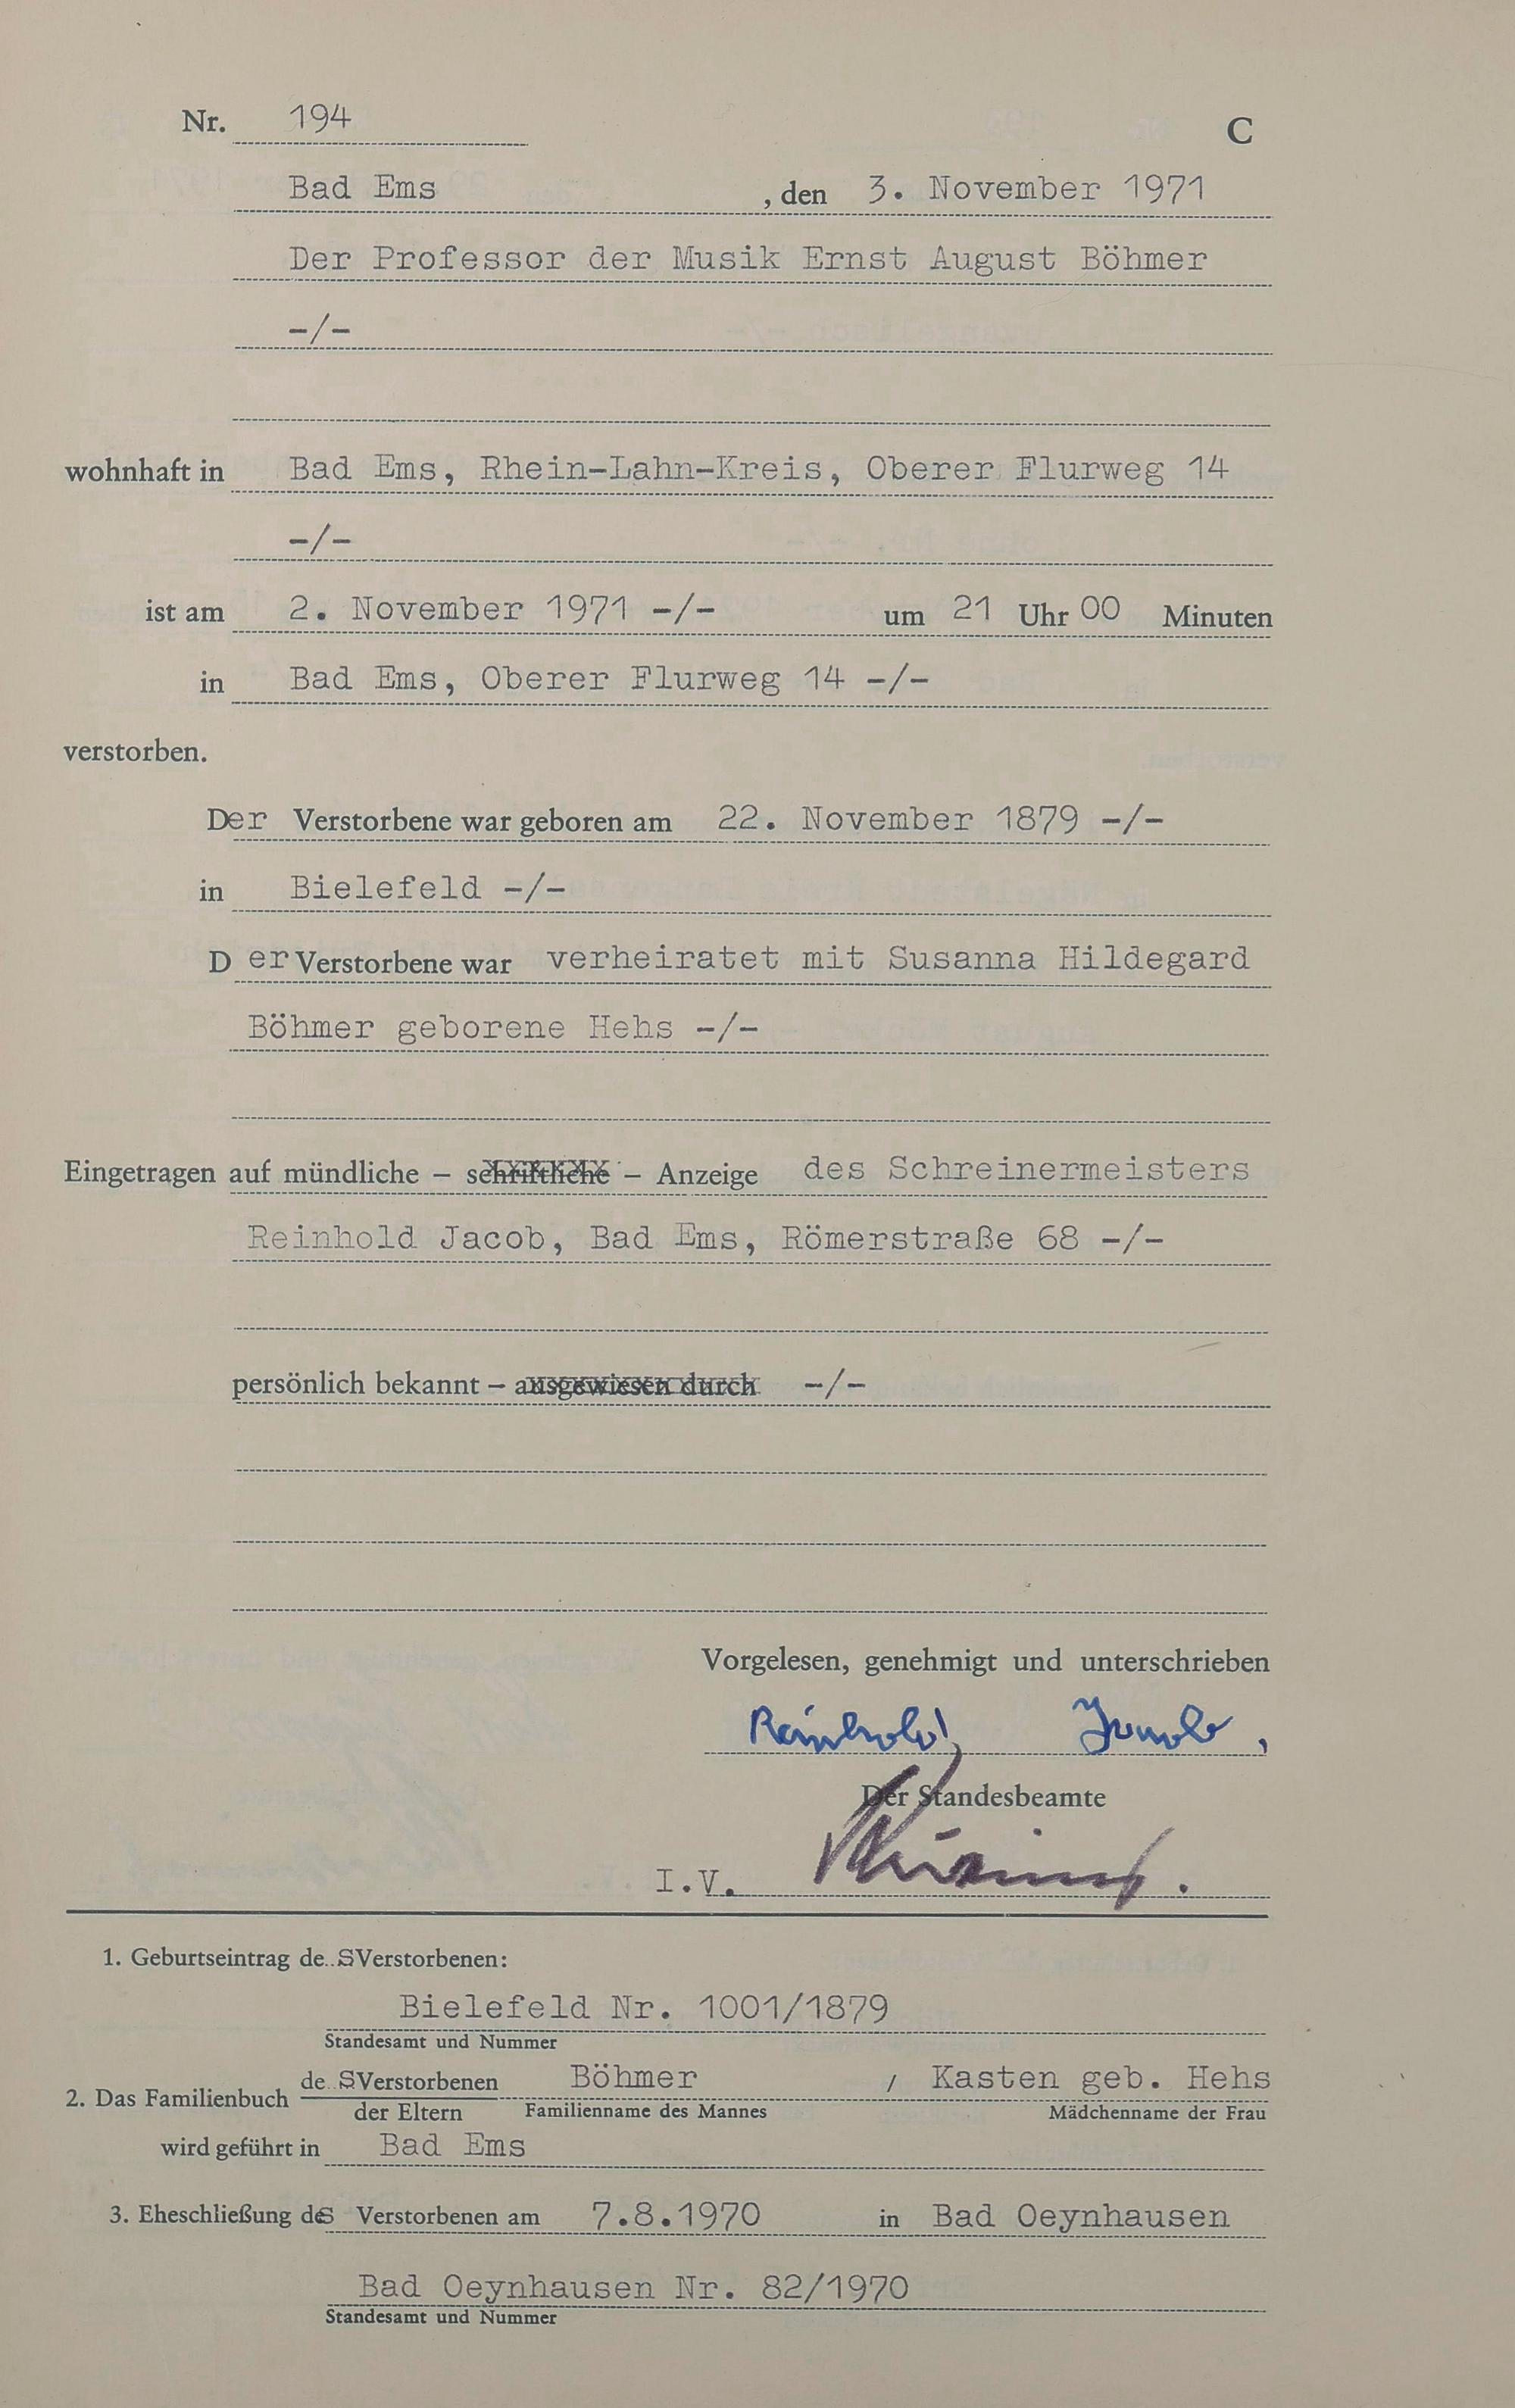 Nr. 194
C
Bad Ems , den 3. November 1971
Der Professor der Musik Ernst August Böhmer
-/-
wohnhaft in Bad Ems, Rhein-Lahn-Kreis, Oberer Flurweg 14
-/-
ist am 2. November 1971 -/- um 21 Uhr 00 Minuten
in Bad Ems, Oberer Flurweg 14 -/-
verstorben.
Der Verstorbene war geboren am 22. November 1879 -/-
in Bielefeld -/-
D er Verstorbene war verheiratet mit Susanna Hildegard
Böhmer geborene Hehs -/-
Eingetragen auf mündliche – schriftliche – Anzeige des Schreinermeisters
Reinhold Jacob, Bad Ems, Römerstraße 68 -/-
persönlich bekannt – ausgewiesen durch -/-
Vorgelesen, genehmigt und unterschrieben
Reinhold Jacob,
Der Standesbeamte
I.V.
1. Geburtseintrag de..s Verstorbenen:
Bielefeld Nr. 1001/1879
Standesamt und Nummer
2. Das Familienbuch de..s Verstorbenen Böhmer / Kasten geb. Hehs
der Eltern Familienname des Mannes Mädchenname der Frau
wird geführt in Bad Ems
3. Eheschließung des Verstorbenen am 7.8.1970 in Bad Oeynhausen
Bad Oeynhausen Nr. 82/1970
Standesamt und Nummer